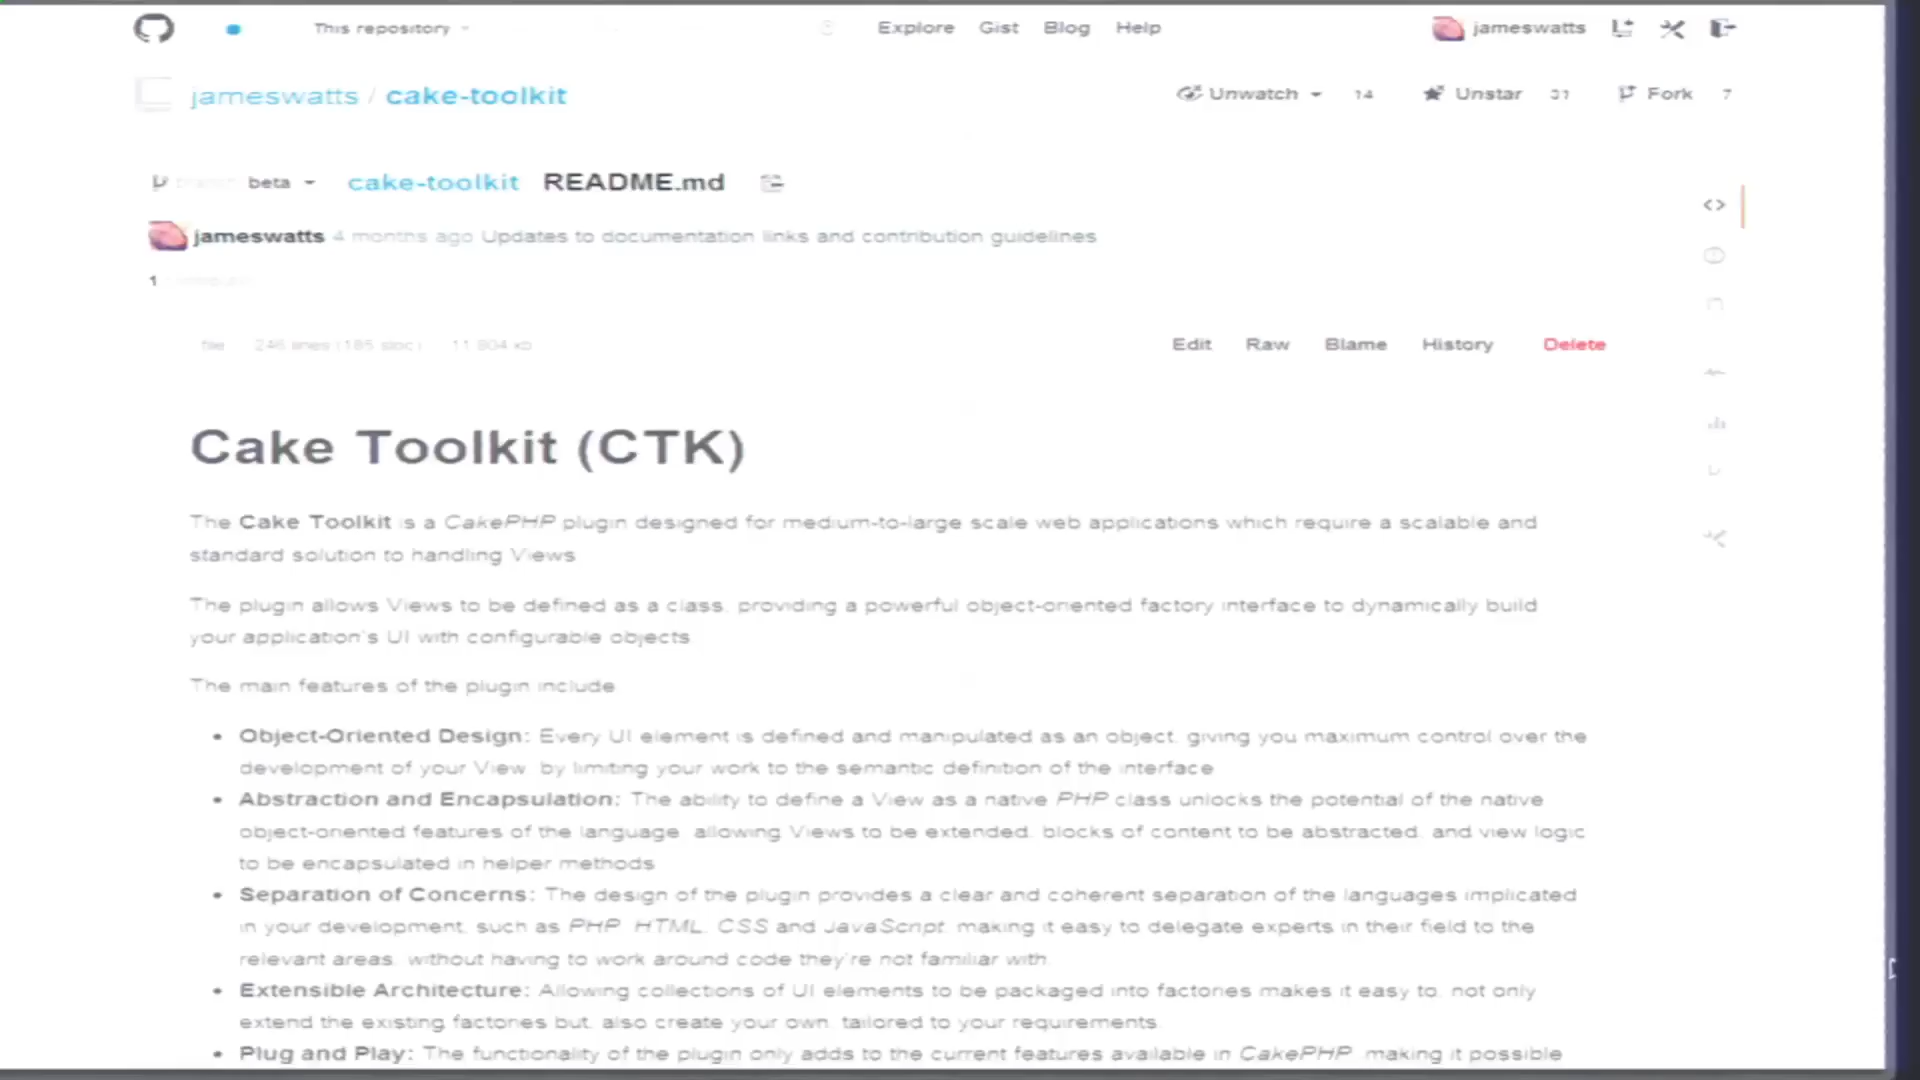 This repository
Explore Gist Blog Help
jameswatts
jameswatts / cake-toolkit
Unwatch 14 Unstar 31 Fork 7
branch beta cake-toolkit README.md
jameswatts 4 months ago Updates to documentation links and contribution guidelines
1
file 246 lines (185 sloc) 11.804 kb
Edit Raw Blame History Delete
Cake Toolkit (CTK)
The Cake Toolkit is a CakePHP plugin designed for medium-to-large scale web applications which require a scalable and
standard solution to handling Views
The plugin allows Views to be defined as a class, providing a powerful object-oriented factory interface to dynamically build
your application's UI with configurable objects
The main features of the plugin include
• Object-Oriented Design: Every UI element is defined and manipulated as an object, giving you maximum control over the
development of your View, by limiting your work to the semantic definition of the interface
• Abstraction and Encapsulation: The ability to define a View as a native PHP class unlocks the potential of the native
object-oriented features of the language, allowing Views to be extended, blocks of content to be abstracted, and view logic
to be encapsulated in helper methods
• Separation of Concerns: The design of the plugin provides a clear and coherent separation of the languages implicated
in your development, such as PHP, HTML, CSS and JavaScript, making it easy to delegate experts in their field to the
relevant areas, without having to work around code they're not familiar with.
• Extensible Architecture: Allowing collections of UI elements to be packaged into factories makes it easy to, not only
extend the existing factories but, also create your own, tailored to your requirements.
• Plug and Play: The functionality of the plugin only adds to the current features available in CakePHP, making it possible